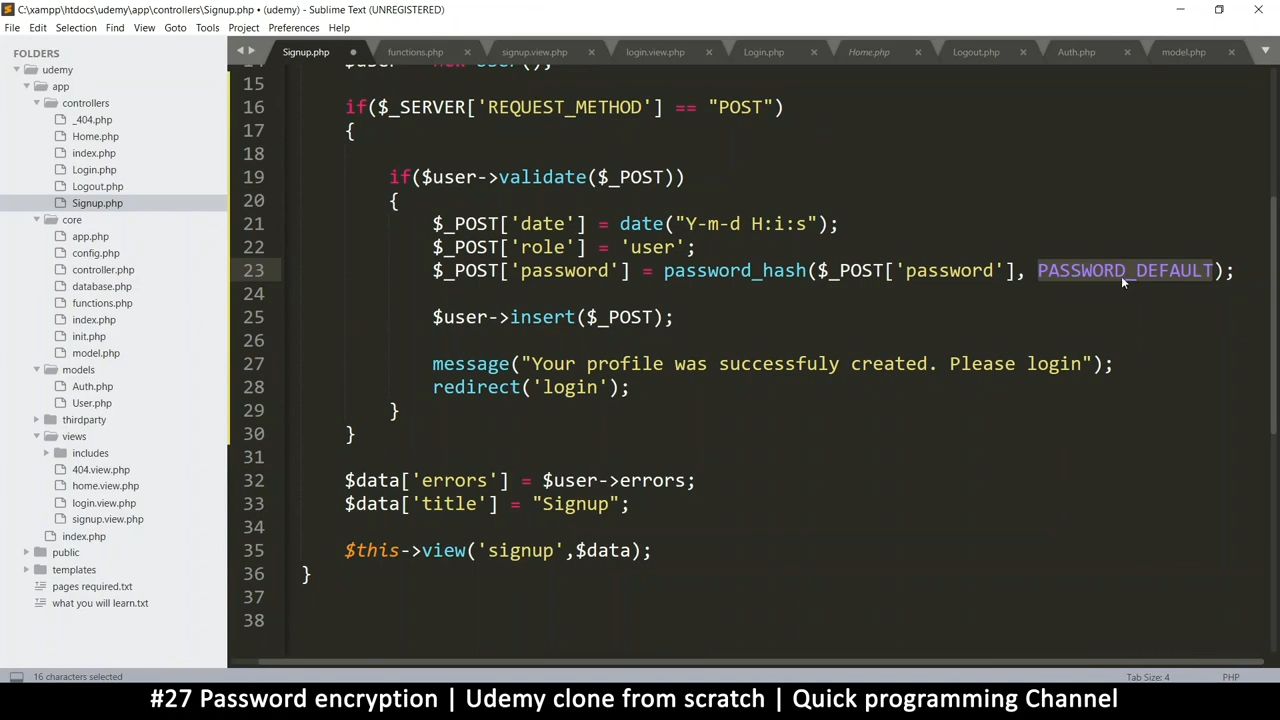 C:\xampp\htdocs\udemy\app\controllers\Signup.php • (udemy) - Sublime Text (UNREGISTERED)
File Edit Selection Find View Goto Tools Project Preferences Help
FOLDERS
udemy
app
controllers
_404.php
Home.php
index.php
Login.php
Logout.php
Signup.php
core
app.php
config.php
controller.php
database.php
functions.php
index.php
init.php
model.php
models
Auth.php
User.php
thirdparty
views
includes
404.view.php
home.view.php
login.view.php
signup.view.php
index.php
public
templates
pages required.txt
what you will learn.txt
Signup.php functions.php signup.view.php login.view.php Login.php Home.php Logout.php Auth.php model.php
15
16 if($_SERVER['REQUEST_METHOD'] == "POST")
17 {
18
19 if($user->validate($_POST))
20 {
21 $_POST['date'] = date("Y-m-d H:i:s");
22 $_POST['role'] = 'user';
23 $_POST['password'] = password_hash($_POST['password'], PASSWORD_DEFAULT);
24
25 $user->insert($_POST);
26
27 message("Your profile was successfuly created. Please login");
28 redirect('login');
29 }
30 }
31
32 $data['errors'] = $user->errors;
33 $data['title'] = "Signup";
34
35 $this->view('signup',$data);
36 }
37
38
16 characters selected Tab Size: 4 PHP
#27 Password encryption | Udemy clone from scratch | Quick programming Channel